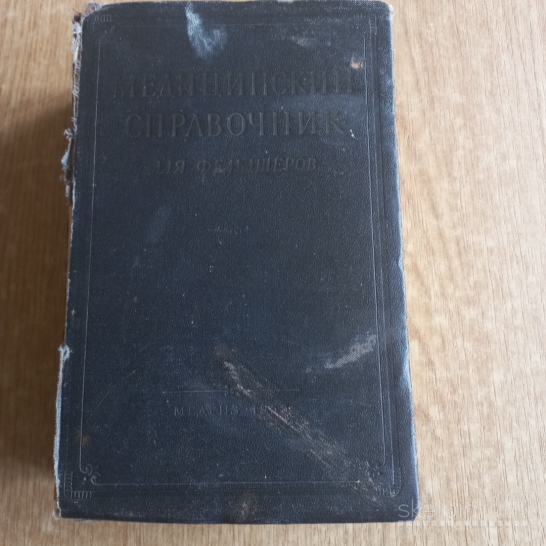 МЕДИЦИНСКИЙ
СПРАВОЧНИК
ДЛЯ ФЕЛЬДШЕРОВ
МЕДГИЗ